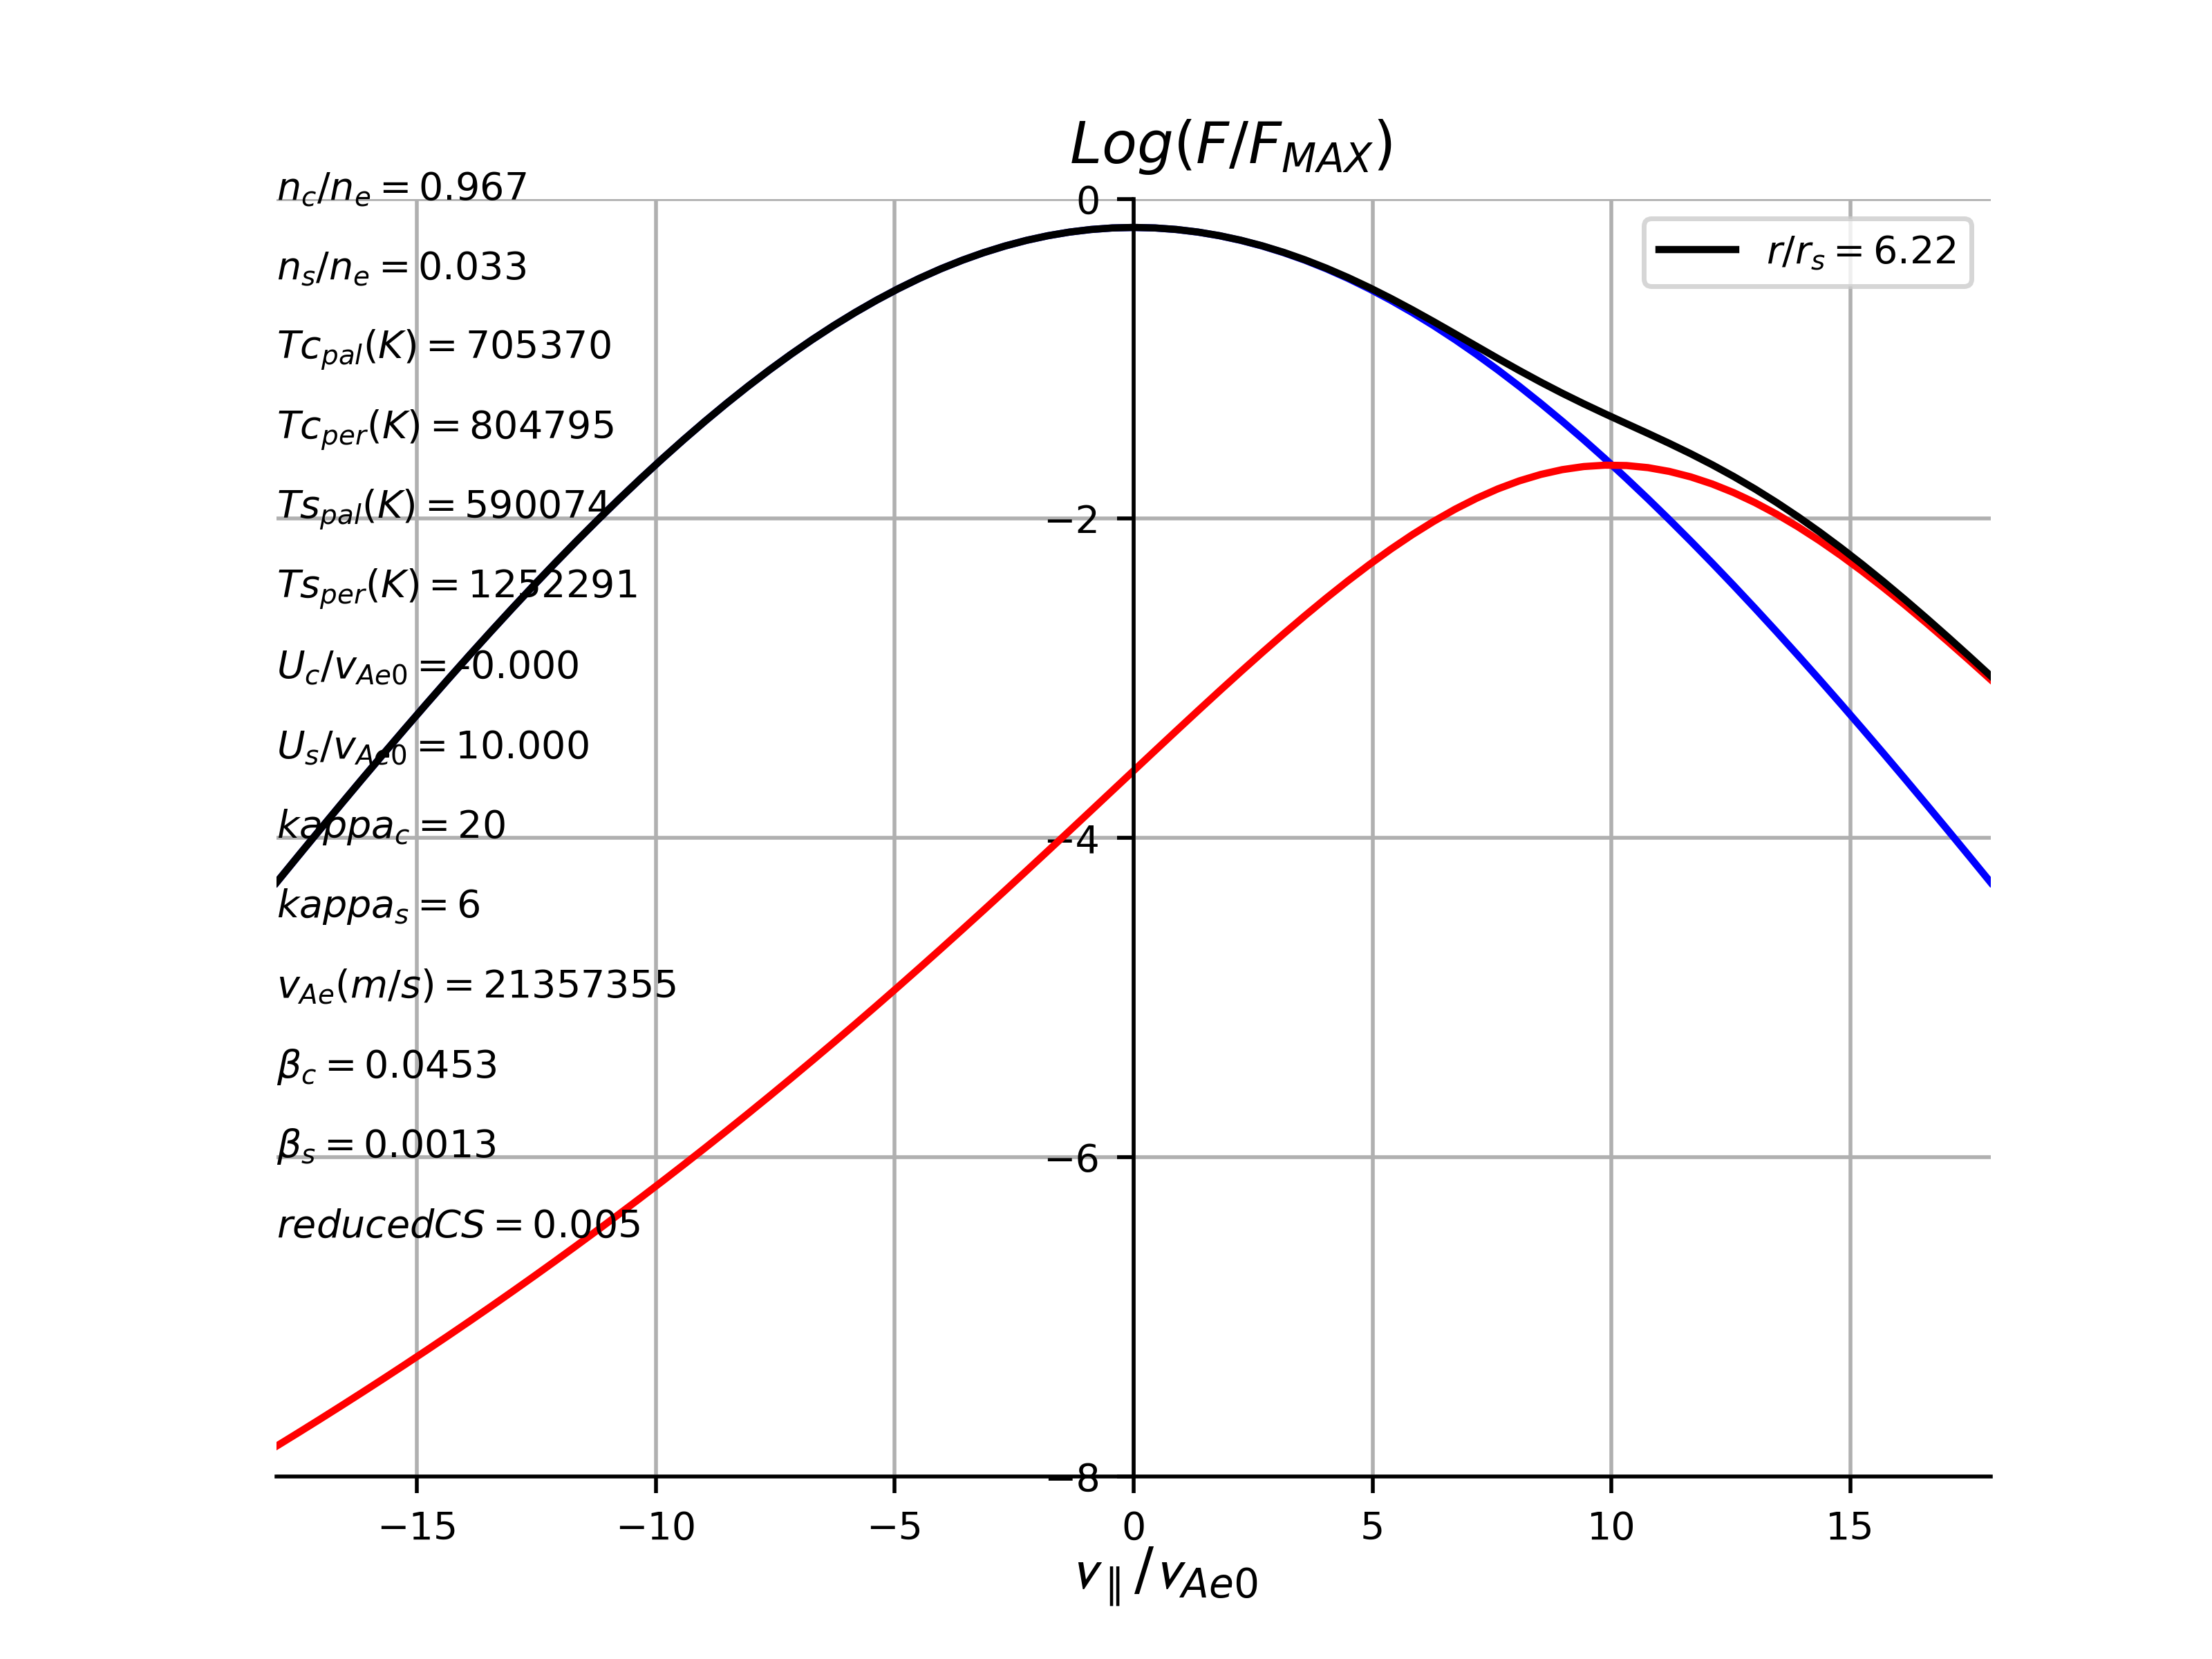 Log(F/F_MAX)
n_c/n_e = 0.967
n_s/n_e = 0.033
Tc_pal(K) = 705370
Tc_per(K) = 804795
Ts_pal(K) = 590074
Ts_per(K) = 1252291
U_c/v_Ae0 = -0.000
U_s/v_Ae0 = 10.000
kappa_c = 20
kappa_s = 6
v_Ae(m/s) = 21357355
β_c = 0.0453
β_s = 0.0013
reducedCS = 0.005
r/r_s = 6.22
0
−2
−4
−6
−8
−15 −10 −5 0 5 10 15
v_∥/v_Ae0